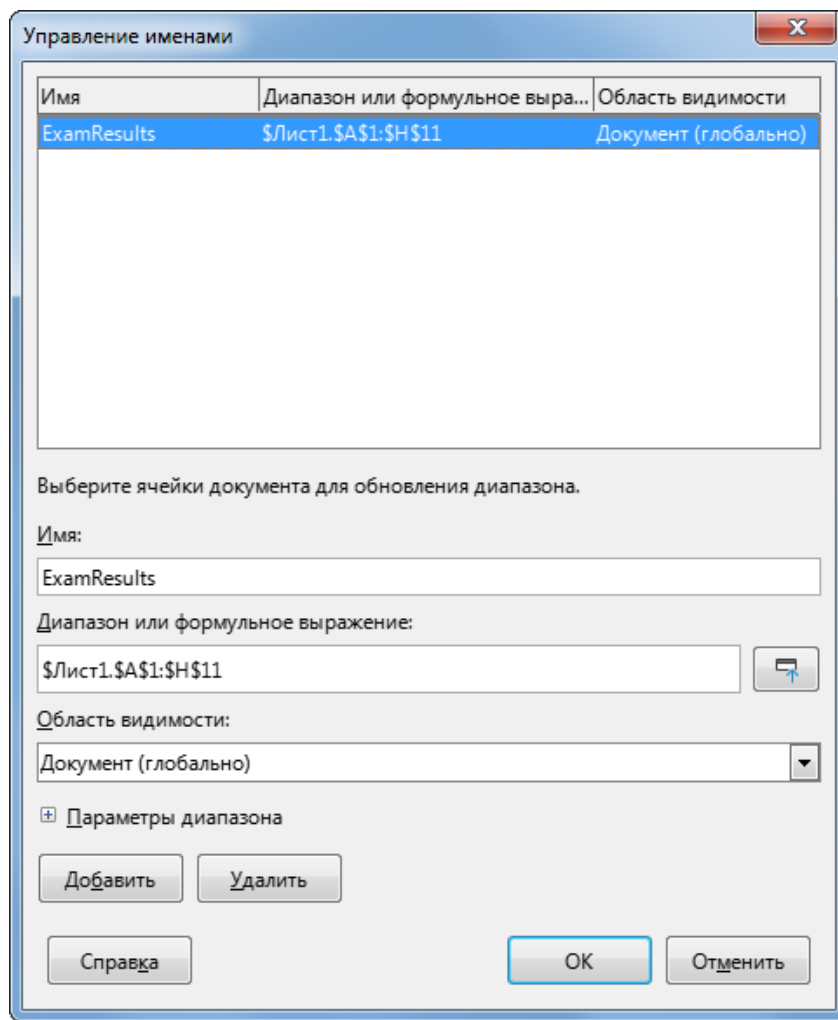 Управление именами
Имя Диапазон или формульное выра... Область видимости
ExamResults $Лист1.$A$1:$H$11 Документ (глобально)
Выберите ячейки документа для обновления диапазона.
Имя:
ExamResults
Диапазон или формульное выражение:
$Лист1.$A$1:$H$11
Область видимости:
Документ (глобально)
Параметры диапазона
Добавить Удалить
Справка ОК Отменить